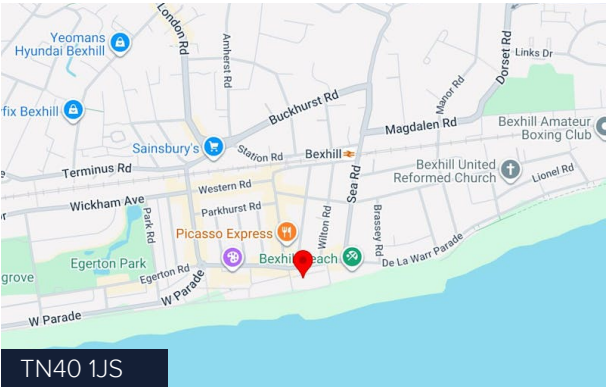 Yeomans
Hyundai Bexhill
London Rd
Amherst Rd
Dorset Rd
Links Dr
Manor Rd
Buckhurst Rd
fix Bexhill
Magdalen Rd
Bexhill Amateur
Boxing Club
Sainsbury's
Station Rd
Bexhill
Terminus Rd
Bexhill United
Reformed Church
Lionel Rd
Sea Rd
Western Rd
Wickham Ave
Parkhurst Rd
Park Rd
Wilton Rd
Brassey Rd
Picasso Express
Egerton Park
grove
Egerton Rd
De La Warr Parade
W Parade
W Parade
TN40 1JS